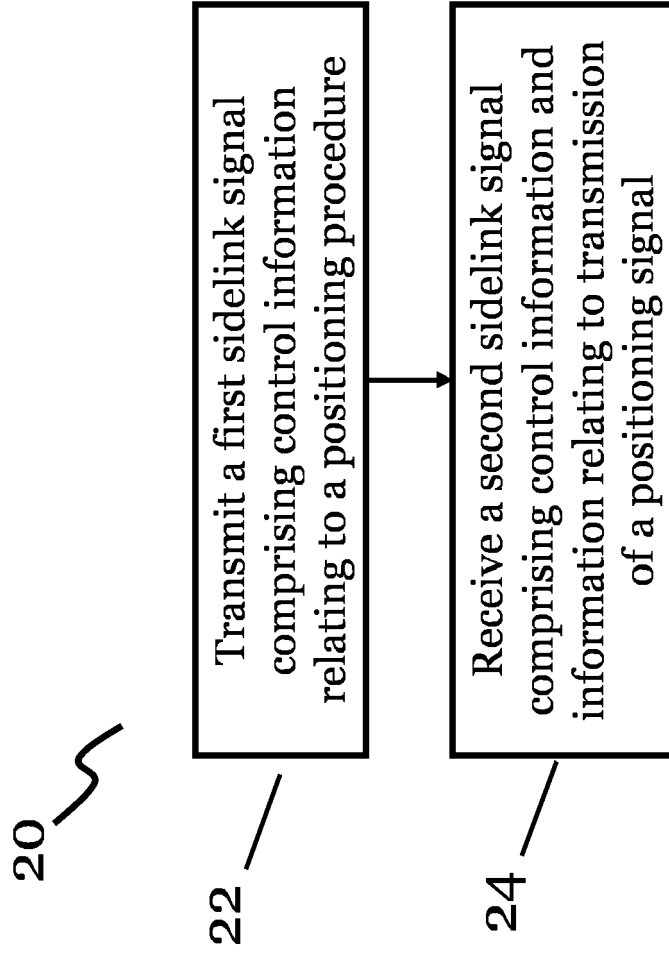 20
22
Transmit a first sidelink signal
comprising control information
relating to a positioning procedure
24
Receive a second sidelink signal
comprising control information and
information relating to transmission
of a positioning signal